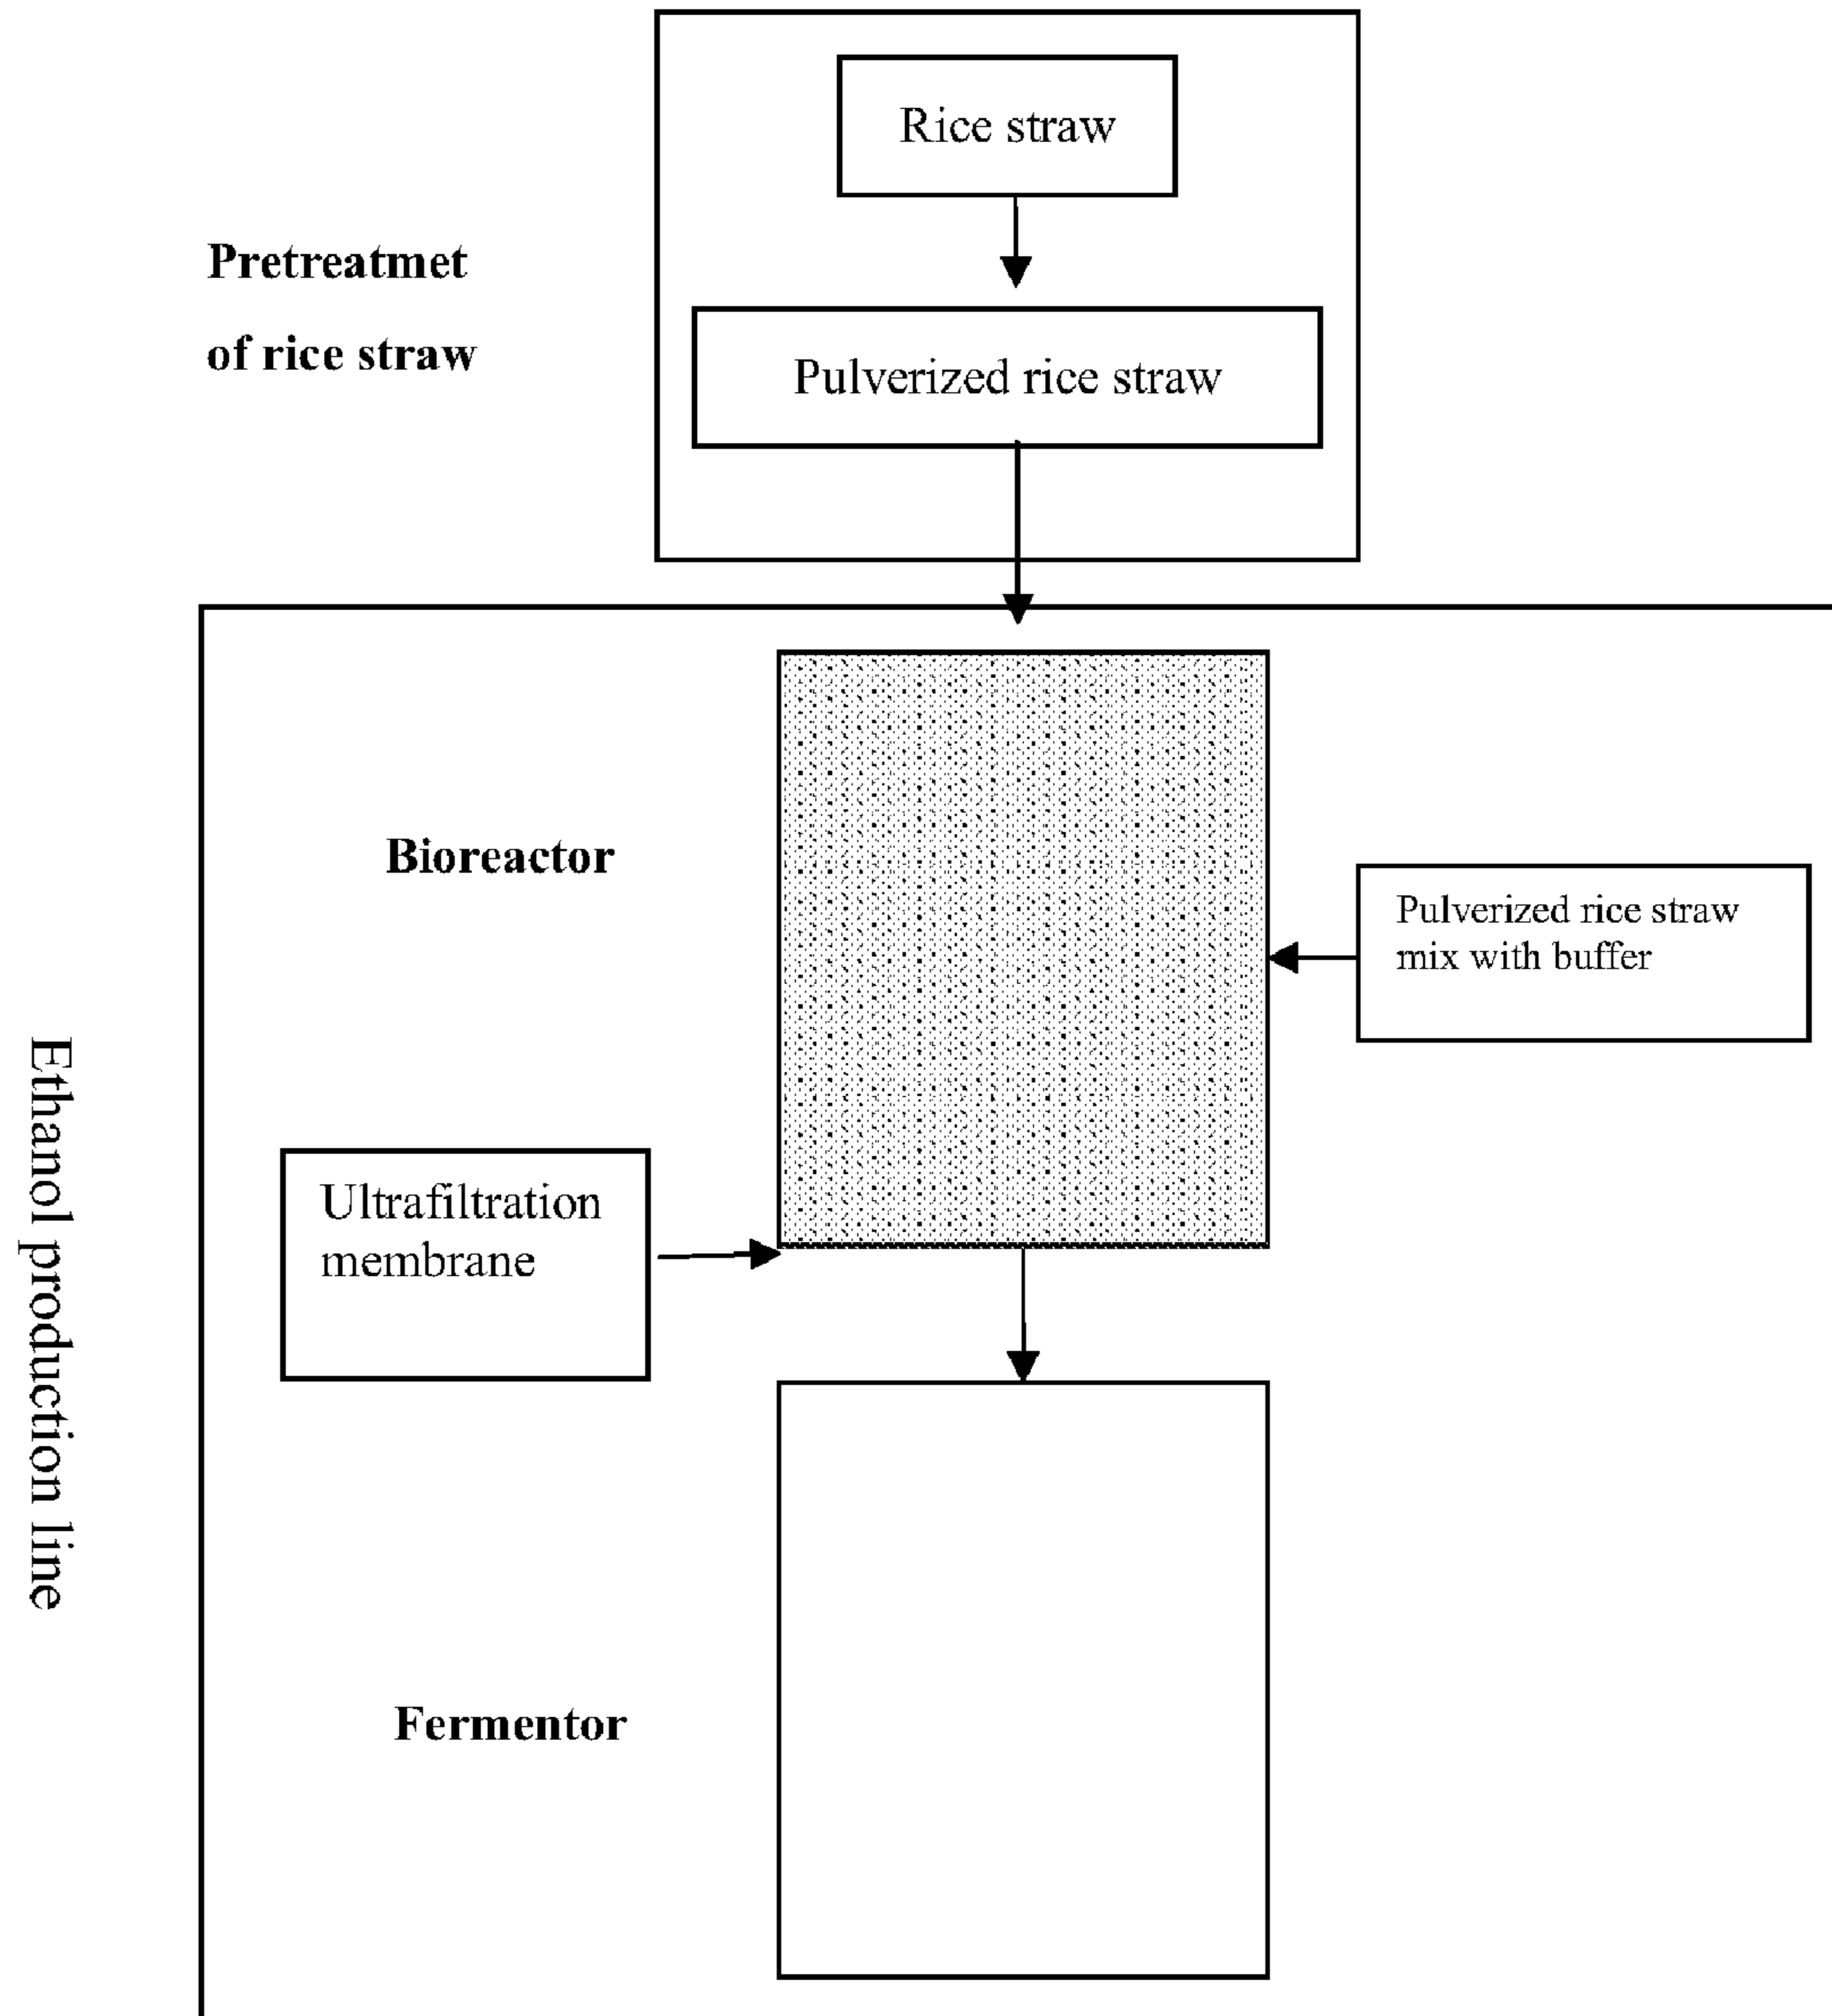 Rice straw
Pretreatmet
of rice straw
Pulverized rice straw
Bioreactor
Pulverized rice straw
mix with buffer
Ultrafiltration
membrane
Ethanol production line
Fermentor